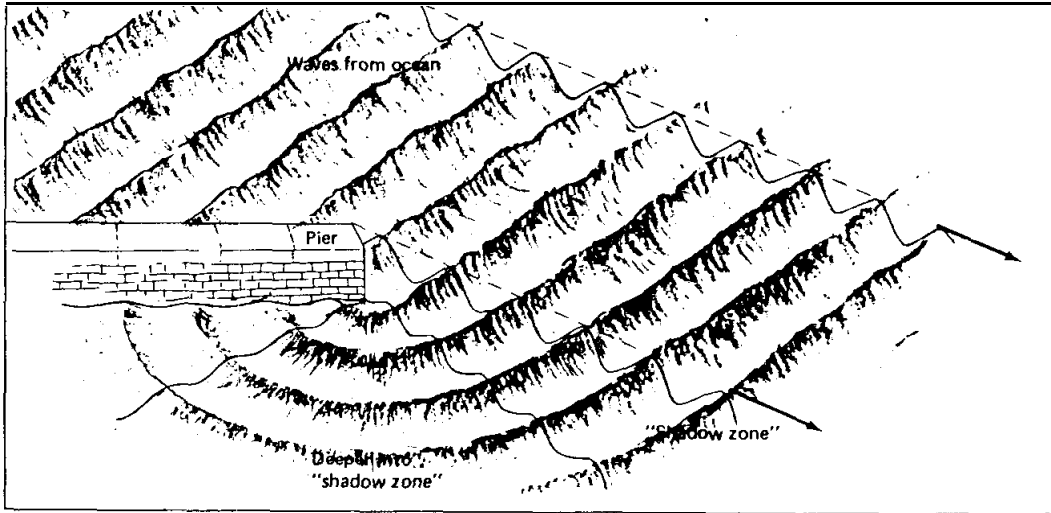 Waves from ocean
Pier
"Shadow zone"
Deeper into
"shadow zone"